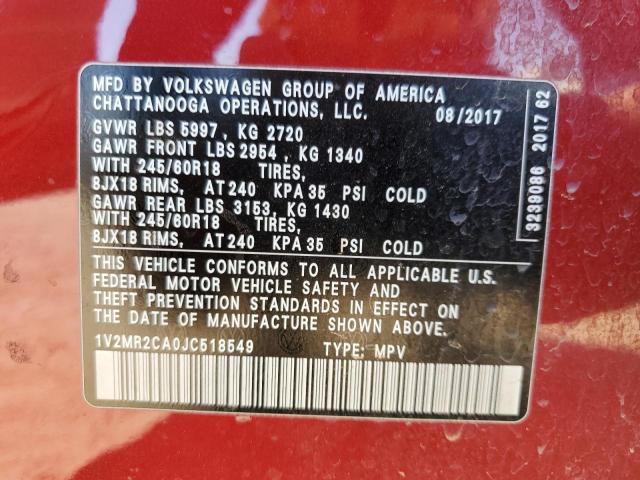 MFD BY VOLKSWAGEN GROUP OF AMERICA
CHATTANOOGA OPERATIONS, LLC. 08/2017
GVWR LBS 5997, KG 2720
GAWR FRONT LBS 2954, KG 1340
WITH 245/60R18 TIRES,
8JX18 RIMS, AT 240 KPA 35 PSI COLD
GAWR REAR LBS 3153, KG 1430
WITH 245/60R18 TIRES,
8JX18 RIMS, AT 240 KPA 35 PSI COLD
THIS VEHICLE CONFORMS TO ALL APPLICABLE U.S.
FEDERAL MOTOR VEHICLE SAFETY AND
THEFT PREVENTION STANDARDS IN EFFECT ON
THE DATE OF MANUFACTURE SHOWN ABOVE.
1V2MR2CA0JC518549 TYPE: MPV
3239086 2017 62